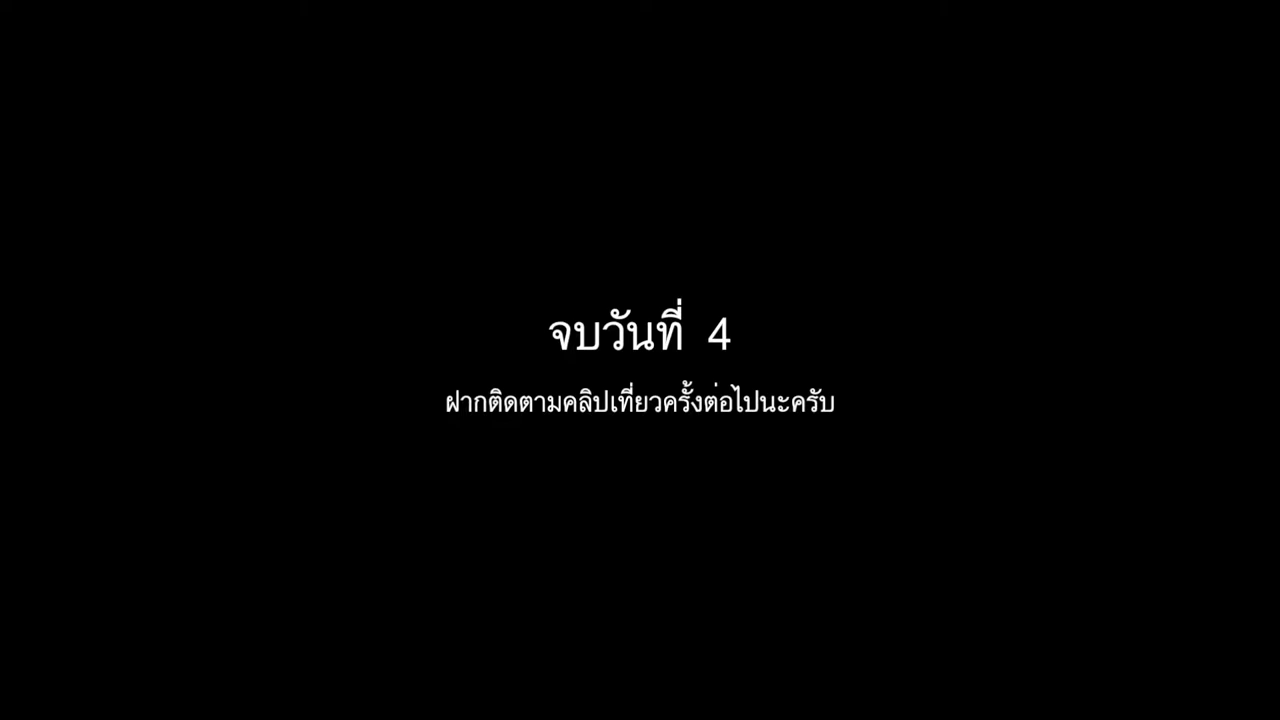 จบวันที่ 4
ฝากติดตามคลิปเที่ยวครั้งต่อไปนะครับ